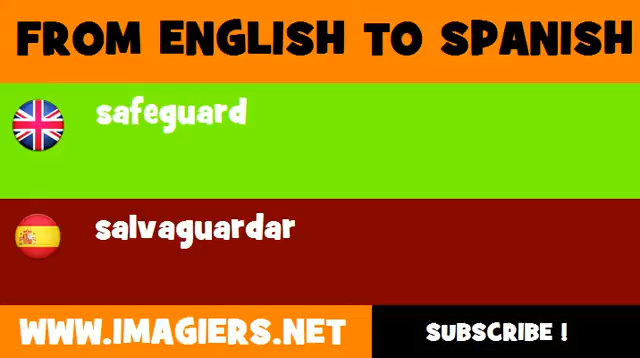 FROM ENGLISH TO SPANISH
safeguard
salvaguardar
WWW.IMAGIERS.NET
SUBSCRIBE !